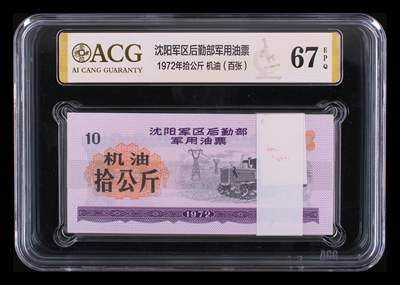 ACG
AI CANG GUARANTY
沈阳军区后勤部军用油票
1972年拾公斤 机油（百张）
67 EPQ
10
沈阳军区后勤部
军用油票
机油
拾公斤
1972
ACG